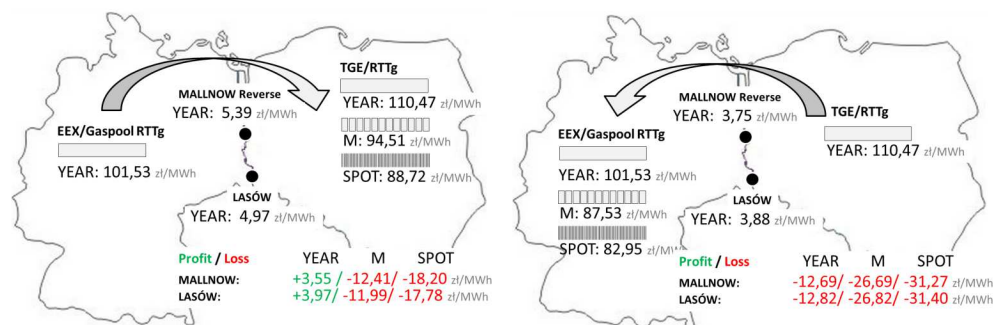 TGE/RTTg
YEAR: 110,47 zł/MWh
M: 94,51 zł/MWh
SPOT: 88,72 zł/MWh
MALLNOW Reverse
YEAR: 5,39 zł/MWh
EEX/Gaspool RTTg
YEAR: 101,53 zł/MWh
LASÓW
YEAR: 4,97 zł/MWh
Profit / Loss YEAR M SPOT
MALLNOW: +3,55 / -12,41/ -18,20 zł/MWh
LASÓW: +3,97/ -11,99/ -17,78 zł/MWh
MALLNOW Reverse
YEAR: 3,75 zł/MWh
TGE/RTTg
YEAR: 110,47 zł/MWh
EEX/Gaspool RTTg
YEAR: 101,53 zł/MWh
M: 87,53 zł/MWh
SPOT: 82,95 zł/MWh
LASÓW
YEAR: 3,88 zł/MWh
Profit / Loss YEAR M SPOT
MALLNOW: -12,69/ -26,69/ -31,27 zł/MWh
LASÓW: -12,82/ -26,82/ -31,40 zł/MWh